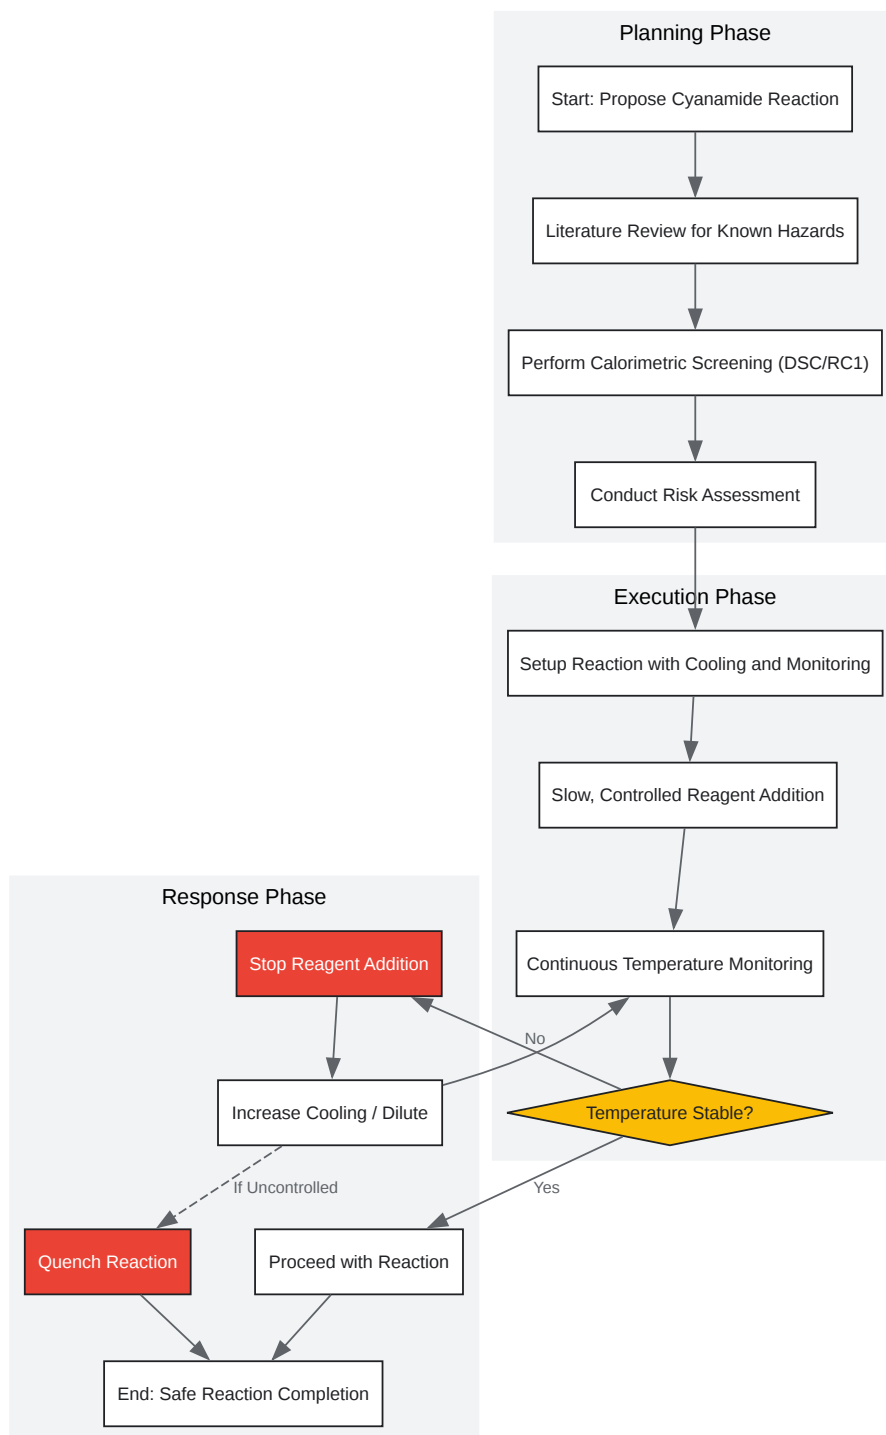 Planning Phase
Start: Propose Cyanamide Reaction
Literature Review for Known Hazards
Perform Calorimetric Screening (DSC/RC1)
Conduct Risk Assessment
Execution Phase
Setup Reaction with Cooling and Monitoring
Slow, Controlled Reagent Addition
Continuous Temperature Monitoring
Temperature Stable?
No
Yes
Response Phase
Stop Reagent Addition
Increase Cooling / Dilute
If Uncontrolled
Quench Reaction
Proceed with Reaction
End: Safe Reaction Completion